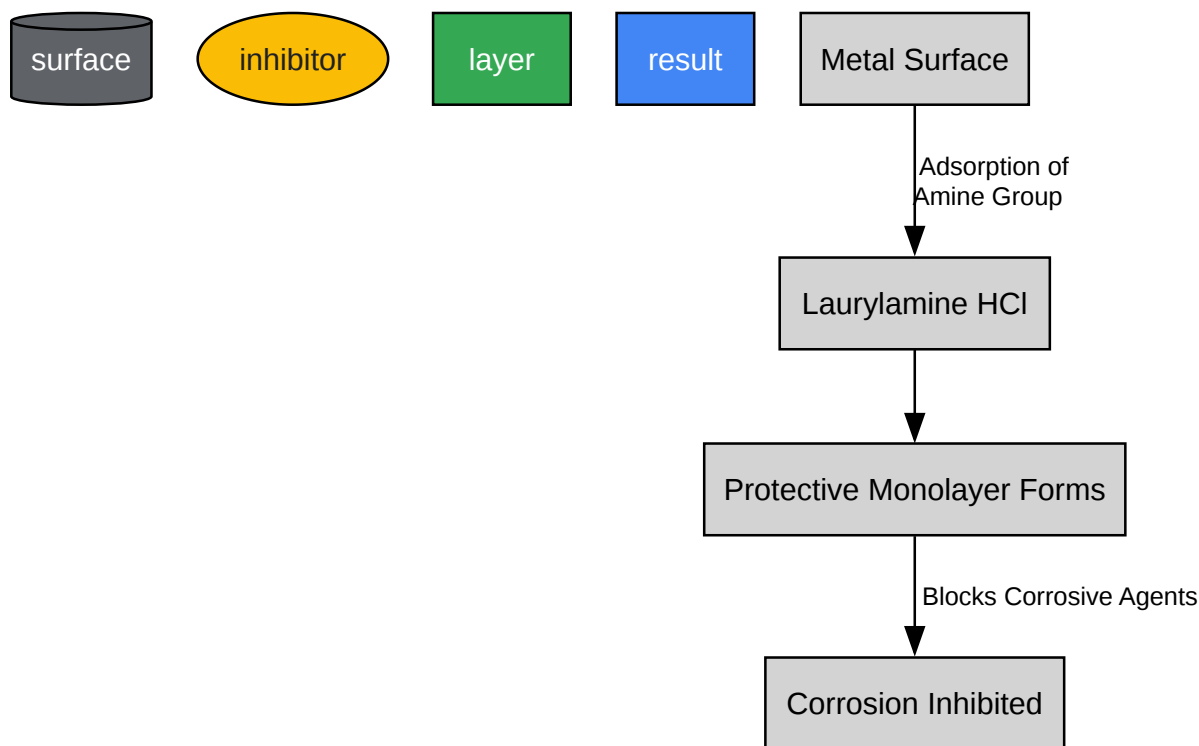 surface
inhibitor
layer
result
Metal Surface
Adsorption of
Amine Group
Laurylamine HCl
Protective Monolayer Forms
Blocks Corrosive Agents
Corrosion Inhibited